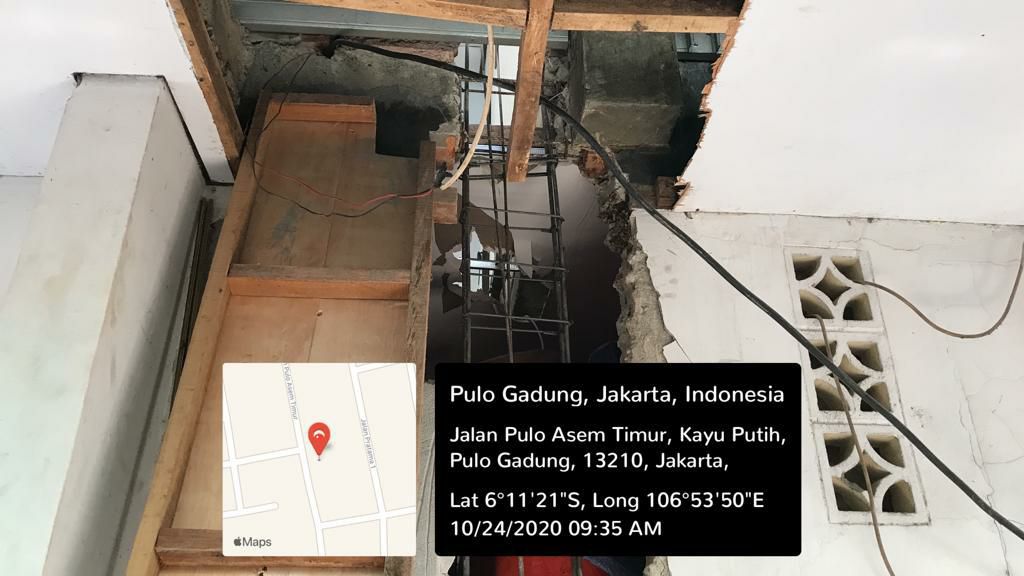 Pulo Asem Timur
Jalan Pratama I
Maps
Pulo Gadung, Jakarta, Indonesia
Jalan Pulo Asem Timur, Kayu Putih,
Pulo Gadung, 13210, Jakarta,
Lat 6°11'21"S, Long 106°53'50"E
10/24/2020 09:35 AM